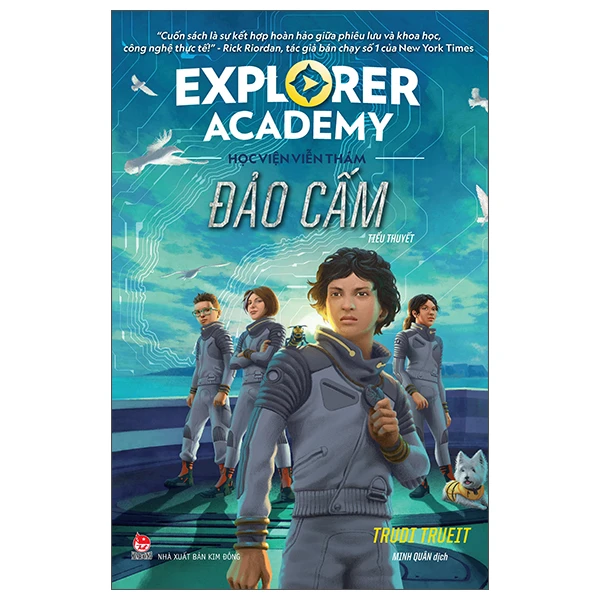 “Cuốn sách là sự kết hợp hoàn hảo giữa phiêu lưu và khoa học,
công nghệ thực tế!” - Rick Riordan, tác giả bán chạy số 1 của New York Times
EXPLORER
ACADEMY
HỌC VIỆN VIỄN THÁM
ĐẢO CẤM
TIỂU THUYẾT
TRUDI TRUEIT
MINH QUÂN dịch
NHÀ XUẤT BẢN KIM ĐỒNG